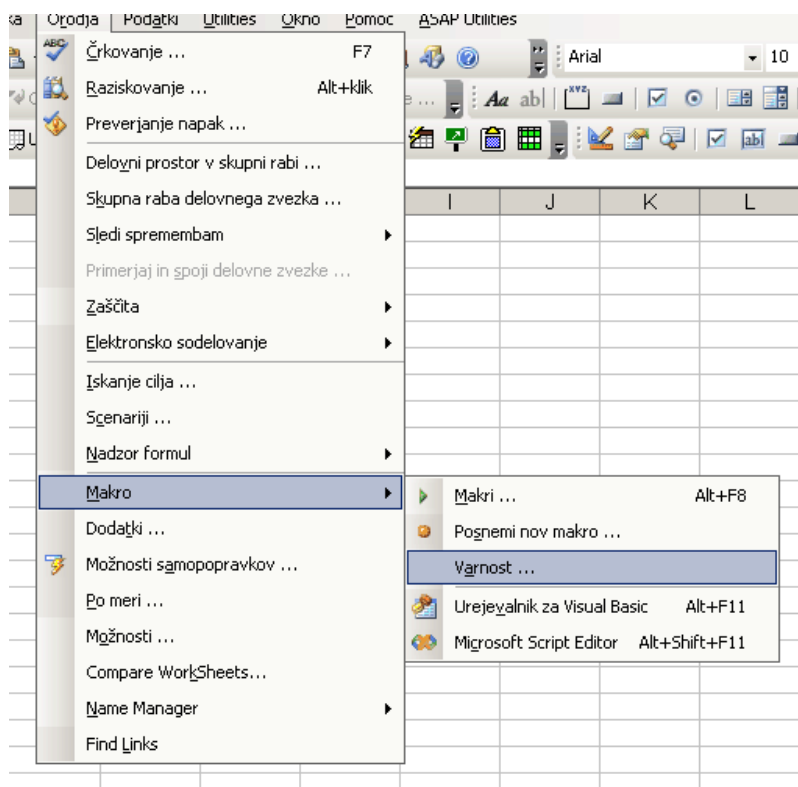 ka Orodja Podatki Utilities Okno Pomoč ASAP Utilities
Črkovanje ... F7
Arial 10
Raziskovanje ... Alt+klik
Preverjanje napak ...
Delovni prostor v skupni rabi ...
Skupna raba delovnega zvezka ...
I J K L
Sledi spremembam
Primerjaj in spoji delovne zvezke ...
Zaščita
Elektronsko sodelovanje
Iskanje cilja ...
Scenariji ...
Nadzor formul
Makro
Makri ... Alt+F8
Dodatki ...
Posnemi nov makro ...
Možnosti samopopravkov ...
Varnost ...
Po meri ...
Urejevalnik za Visual Basic Alt+F11
Možnosti ...
Microsoft Script Editor Alt+Shift+F11
Compare WorkSheets...
Name Manager
Find Links